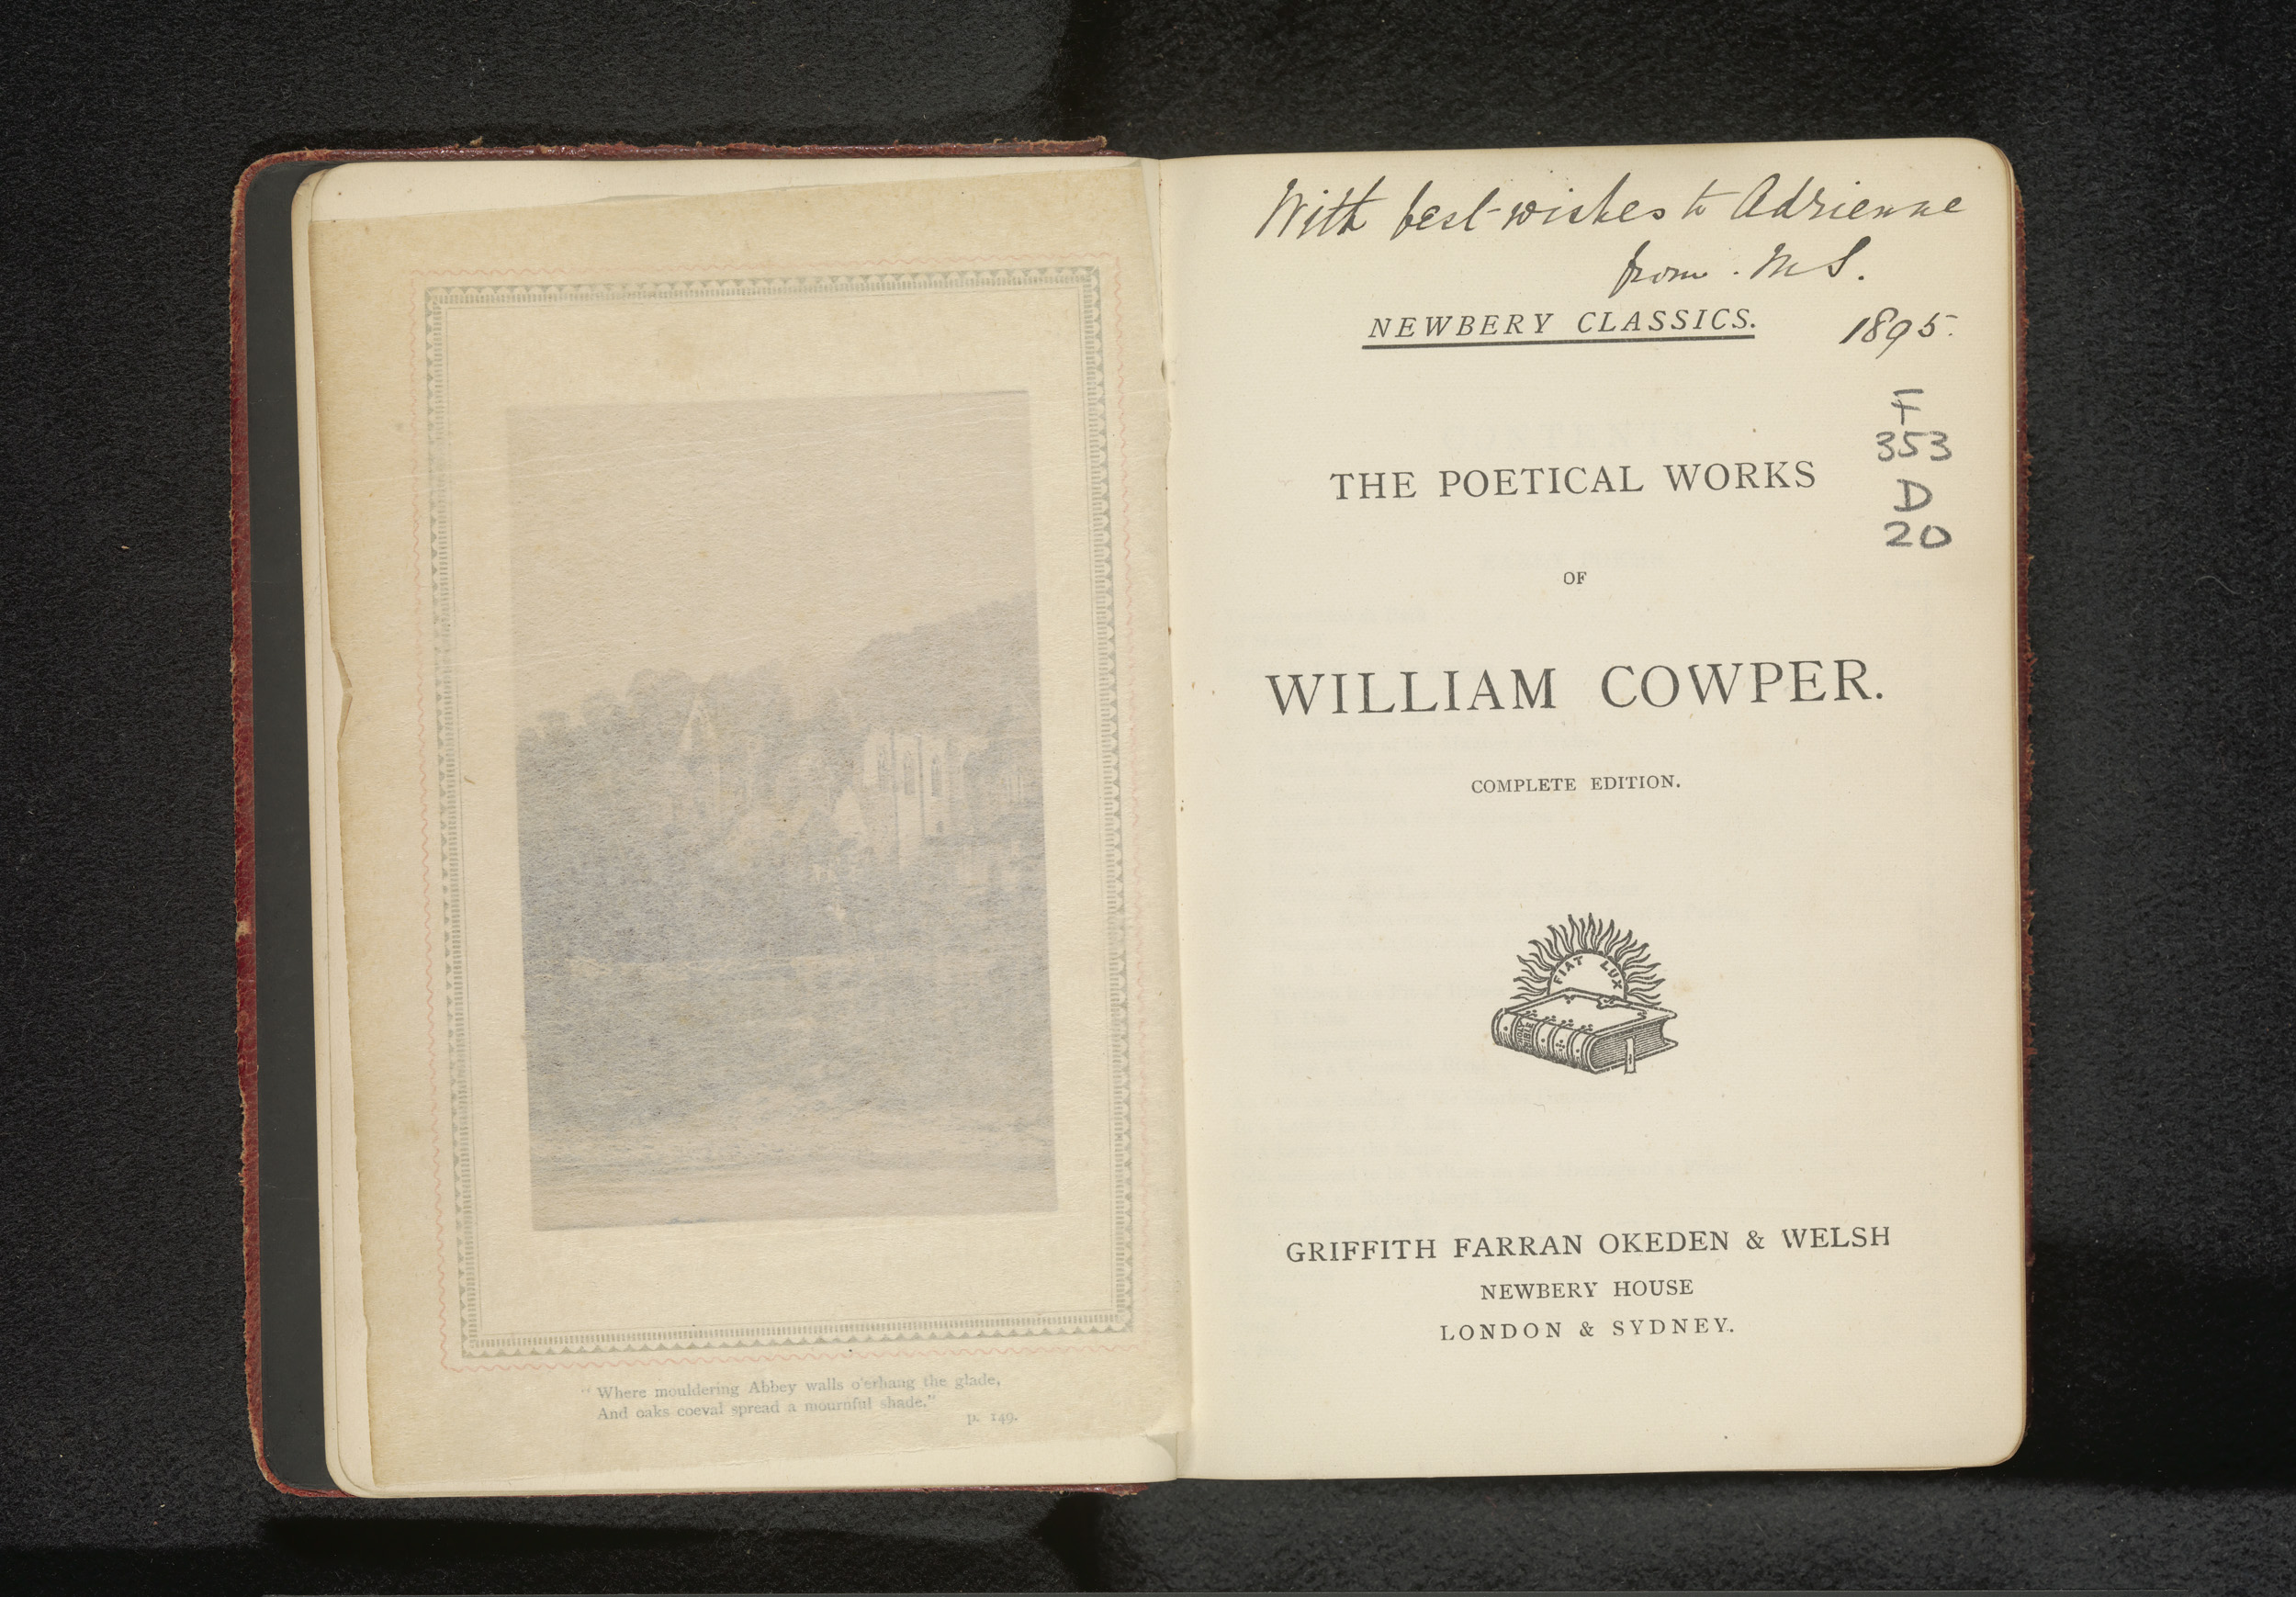 "Where mouldering Abbey walls o'erhang the glade,
And oaks coeval spread a mournful shade."
p. 149.
With best wishes to Adrienne
from. M S.
1895.
NEWBERY CLASSICS.
F
353
D
20
THE POETICAL WORKS
OF
WILLIAM COWPER.
COMPLETE EDITION.
FIAT LUX
GRIFFITH FARRAN OKEDEN & WELSH
NEWBERY HOUSE
LONDON & SYDNEY.